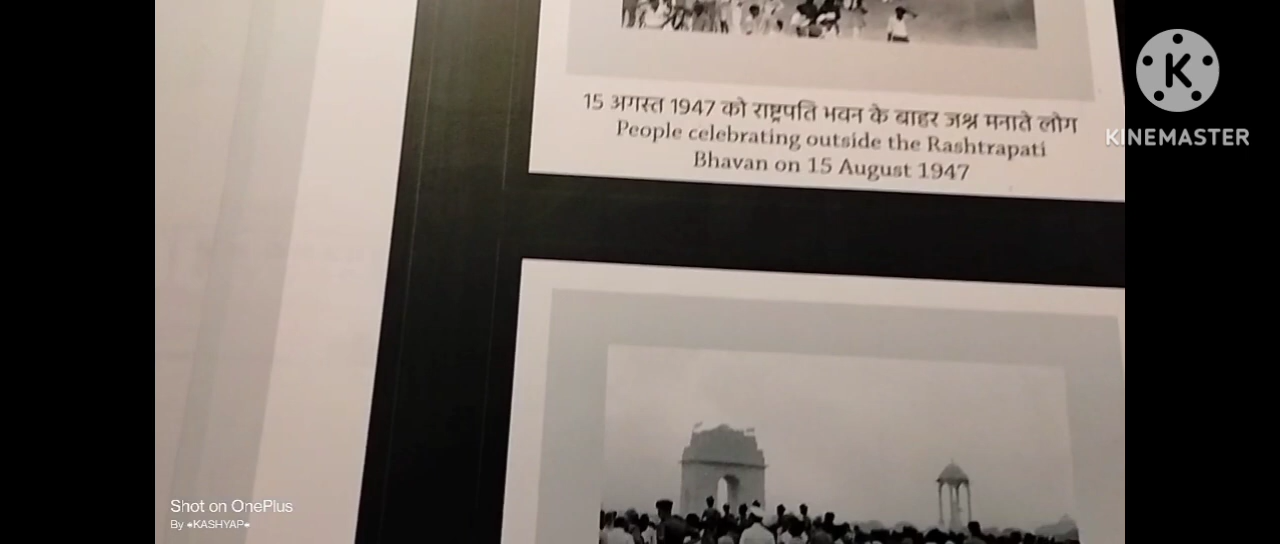 15 अगस्त 1947 को राष्ट्रपति भवन के बाहर जश्न मनाते लोग
People celebrating outside the Rashtrapati
Bhavan on 15 August 1947
K
KINEMASTER
Shot on OnePlus
By ⁕KASHYAP⁕